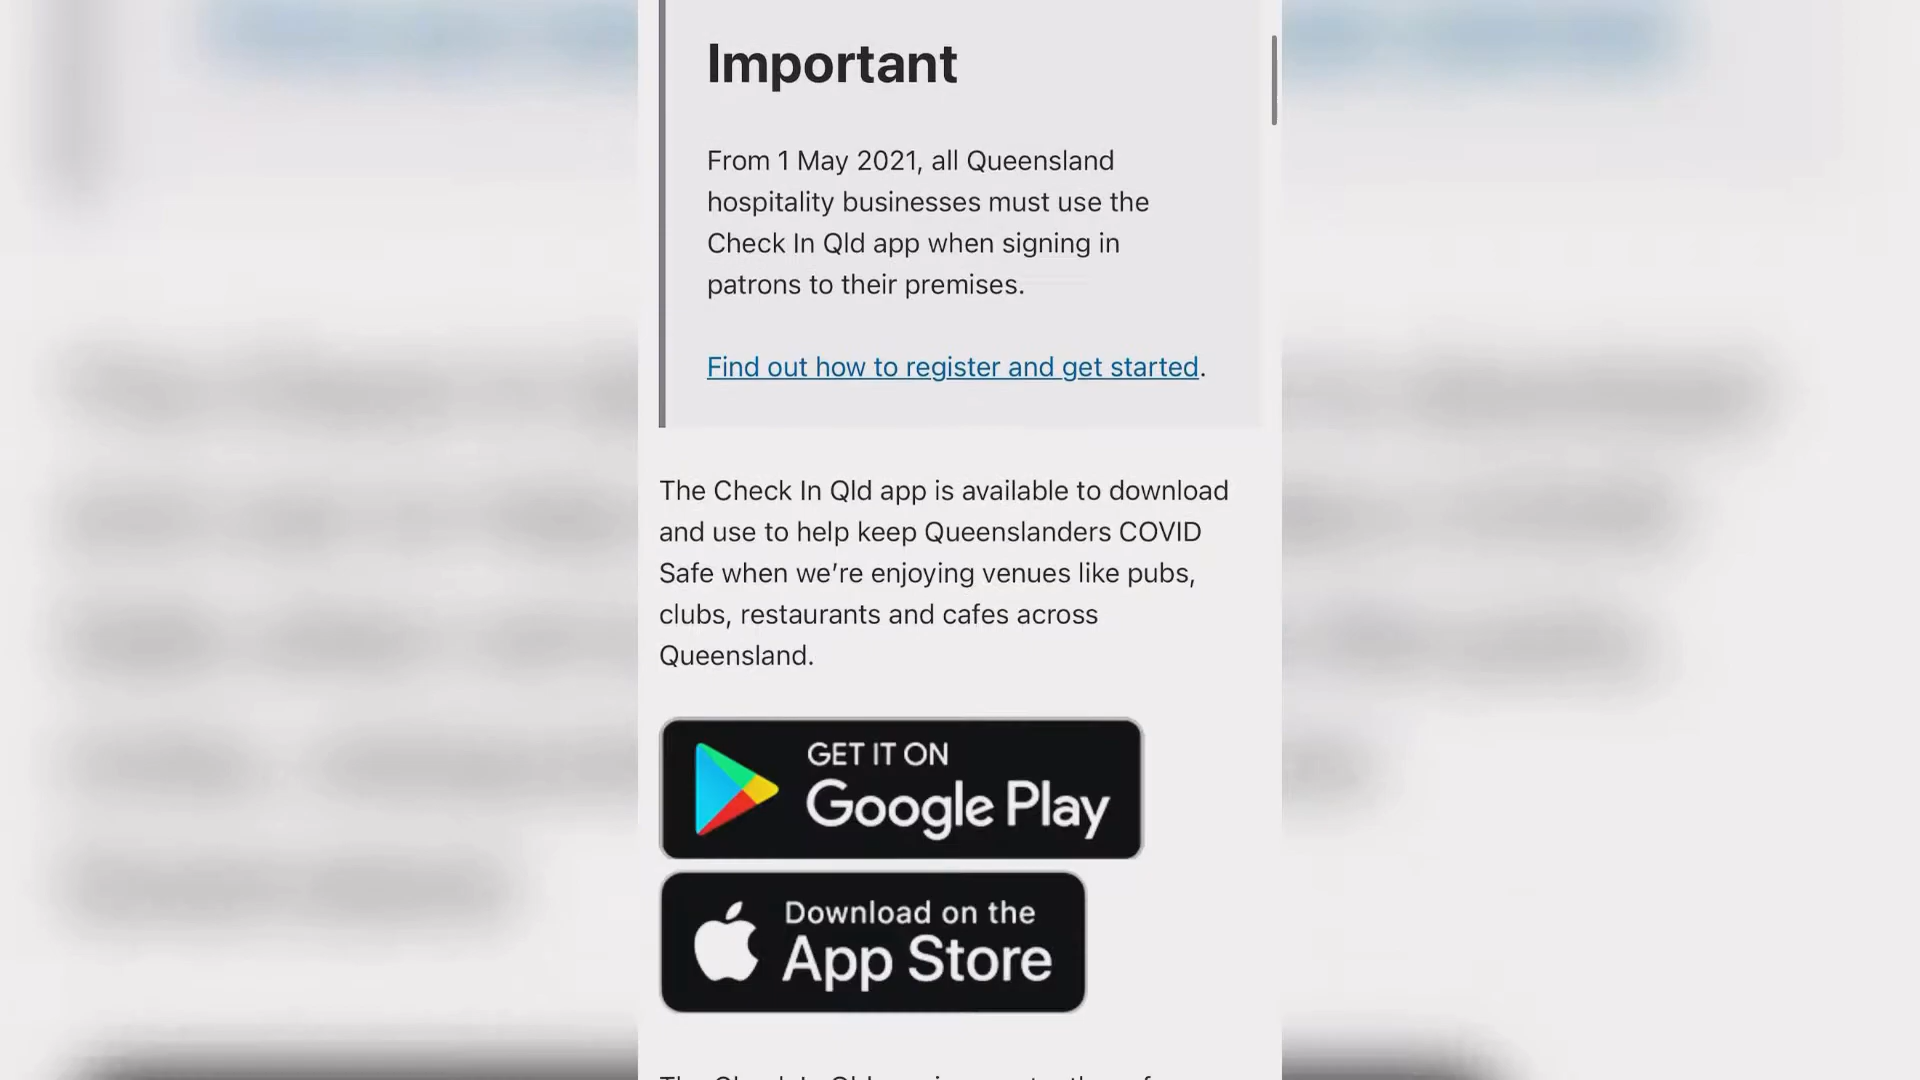 Important
From 1 May 2021, all Queensland
hospitality businesses must use the
Check In Qld app when signing in
patrons to their premises.
Find out how to register and get started.
The Check In Qld app is available to download
and use to help keep Queenslanders COVID
Safe when we’re enjoying venues like pubs,
clubs, restaurants and cafes across
Queensland.
GET IT ON
Google Play
Download on the
App Store